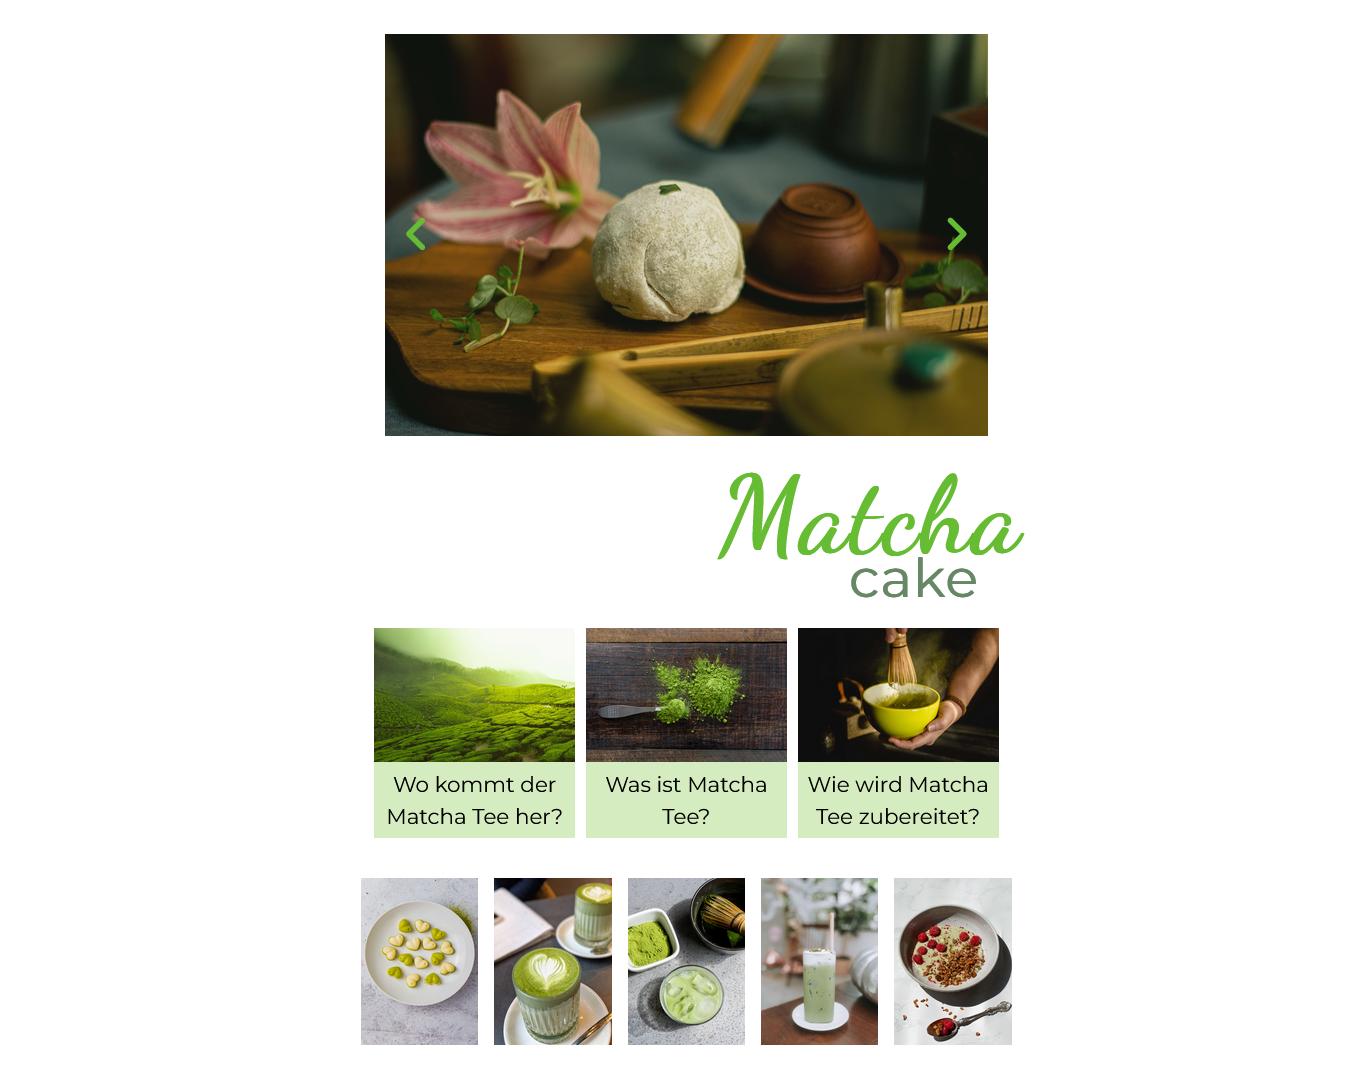 Matcha
cake
Wo kommt der
Matcha Tee her?
Was ist Matcha
Tee?
Wie wird Matcha
Tee zubereitet?